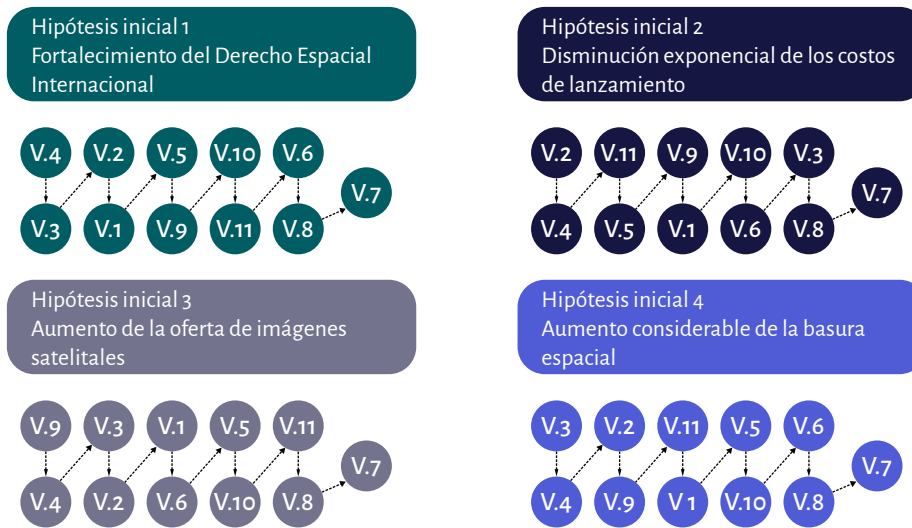 Hipótesis inicial 1
Fortalecimiento del Derecho Espacial
Internacional
V.4 V.2 V.5 V.10 V.6
V.7
V.3 V.1 V.9 V.11 V.8
Hipótesis inicial 2
Disminución exponencial de los costos
de lanzamiento
V.2 V.11 V.9 V.10 V.3
V.7
V.4 V.5 V.1 V.6 V.8
Hipótesis inicial 3
Aumento de la oferta de imágenes
satelitales
V.9 V.3 V.1 V.5 V.11
V.7
V.4 V.2 V.6 V.10 V.8
Hipótesis inicial 4
Aumento considerable de la basura
espacial
V.3 V.2 V.11 V.5 V.6
V.7
V.4 V.9 V 1 V.10 V.8